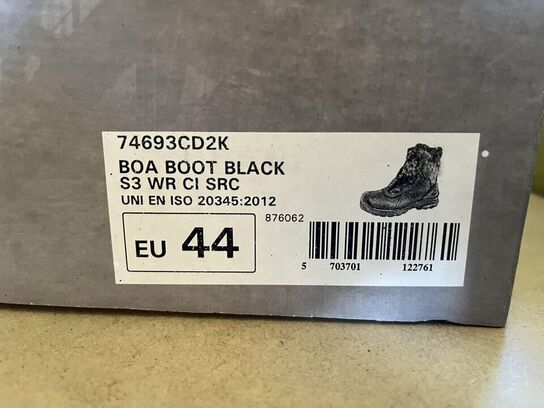 74693CD2K
BOA BOOT BLACK
S3 WR CI SRC
UNI EN ISO 20345:2012
876062
EU 44
5 703701 122761